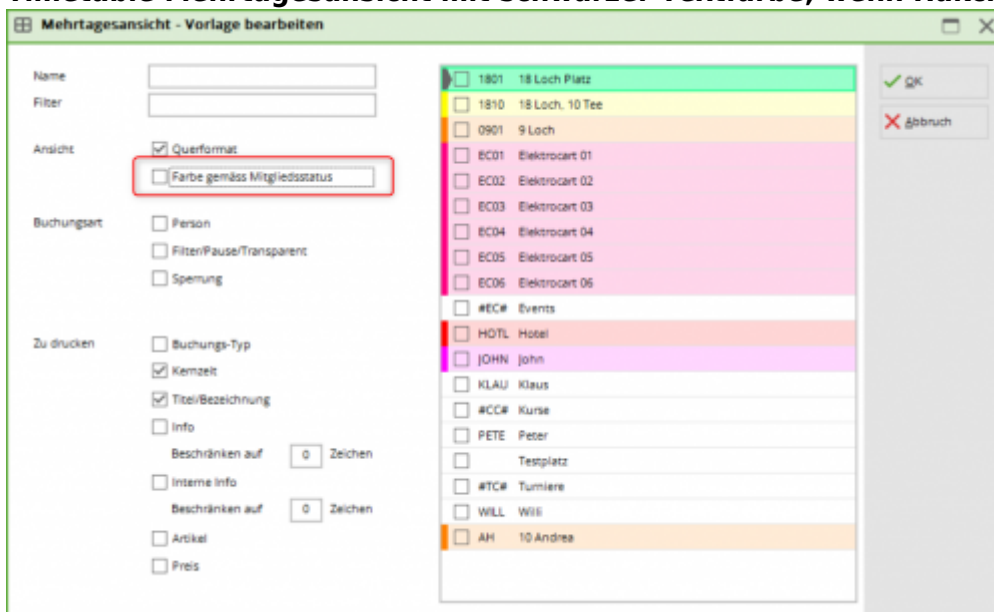 Mehrtagesansicht - Vorlage bearbeiten
Name
Filter
Ansicht
Querformat
Farbe gemäss Mitgliedsstatus
Buchungsart
Person
Filter/Pause/Transparent
Sperrung
Zu drucken
Buchungs-Typ
Kernzeit
Titel/Bezeichnung
Info
Beschränken auf 0 Zeichen
Interne Info
Beschränken auf 0 Zeichen
Artikel
Preis
1801 18 Loch Platz
1810 18 Loch, 10 Tee
0901 9 Loch
EC01 Elektrocart 01
EC02 Elektrocart 02
EC03 Elektrocart 03
EC04 Elektrocart 04
EC05 Elektrocart 05
EC06 Elektrocart 06
#EC# Events
HOTL Hotel
JOHN John
KLAU Klaus
#CC# Kurse
PETE Peter
Testplatz
#TC# Turniere
WILL Willi
AH 10 Andrea
OK
Abbruch